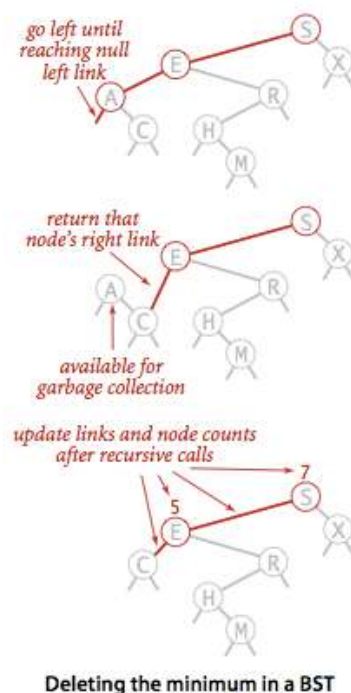 go left until
reaching null
left link
S
E
A
X
R
C
H
M
return that
node's right link
S
E
X
A
R
C
H
M
available for
garbage collection
update links and node counts
after recursive calls
7
5
S
E
X
C
R
H
M
Deleting the minimum in a BST